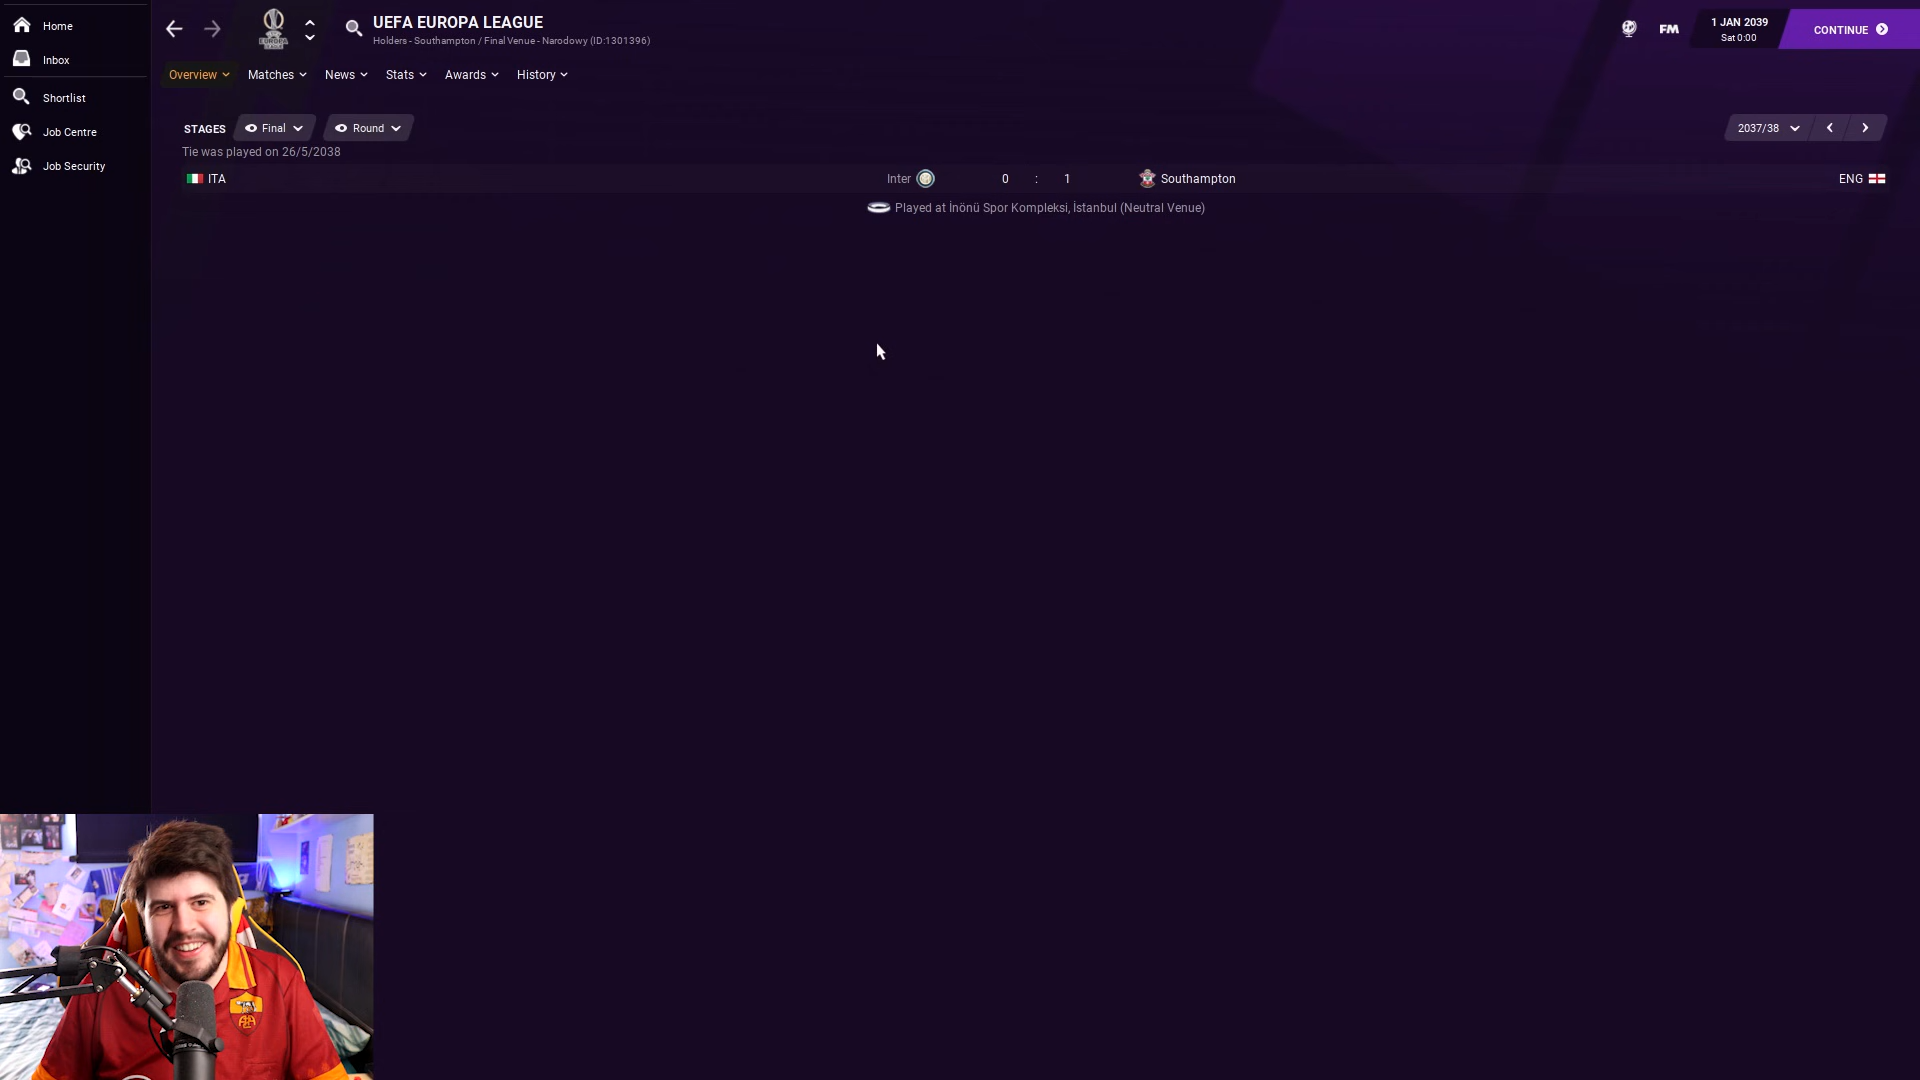 Home
Inbox
Shortlist
Job Centre
Job Security
UEFA EUROPA LEAGUE
Holders - Southampton / Final Venue - Narodowy (ID:1301396)
FM
1 JAN 2039
Sat 0:00
CONTINUE
Overview Matches News Stats Awards History
STAGES Final Round
2037/38
Tie was played on 26/5/2038
ITA Inter 0 : 1 Southampton ENG
Played at İnönü Spor Kompleksi, İstanbul (Neutral Venue)